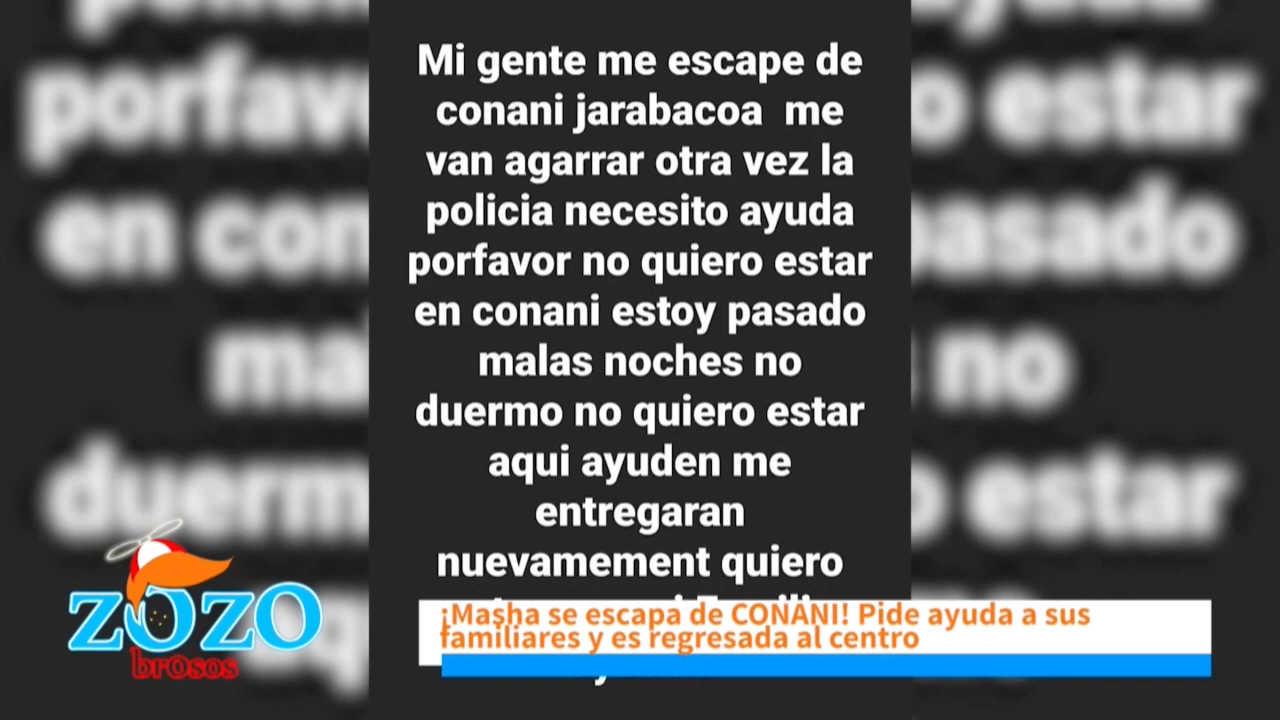 Mi gente me escape de
conani jarabacoa me
van agarrar otra vez la
policia necesito ayuda
porfavor no quiero estar
en conani estoy pasado
malas noches no
duermo no quiero estar
aqui ayuden me
entregaran
nuevamement quiero
¡Masha se escapa de CONANI! Pide ayuda a sus
familiares y es regresada al centro
zOzO
brOsos